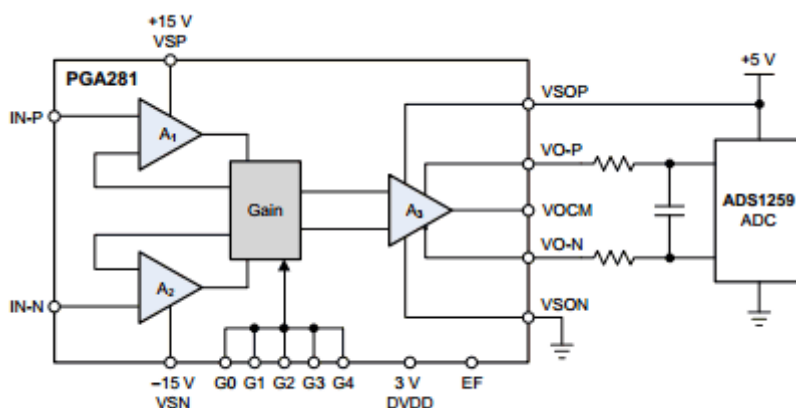 +15 V
VSP
PGA281
+5 V
VSOP
IN-P
A1
VO-P
Gain
A3
VOCM
ADS1259
ADC
VO-N
A2
IN-N
VSON
–15 V
VSN
G0 G1 G2 G3 G4
3 V
DVDD
EF